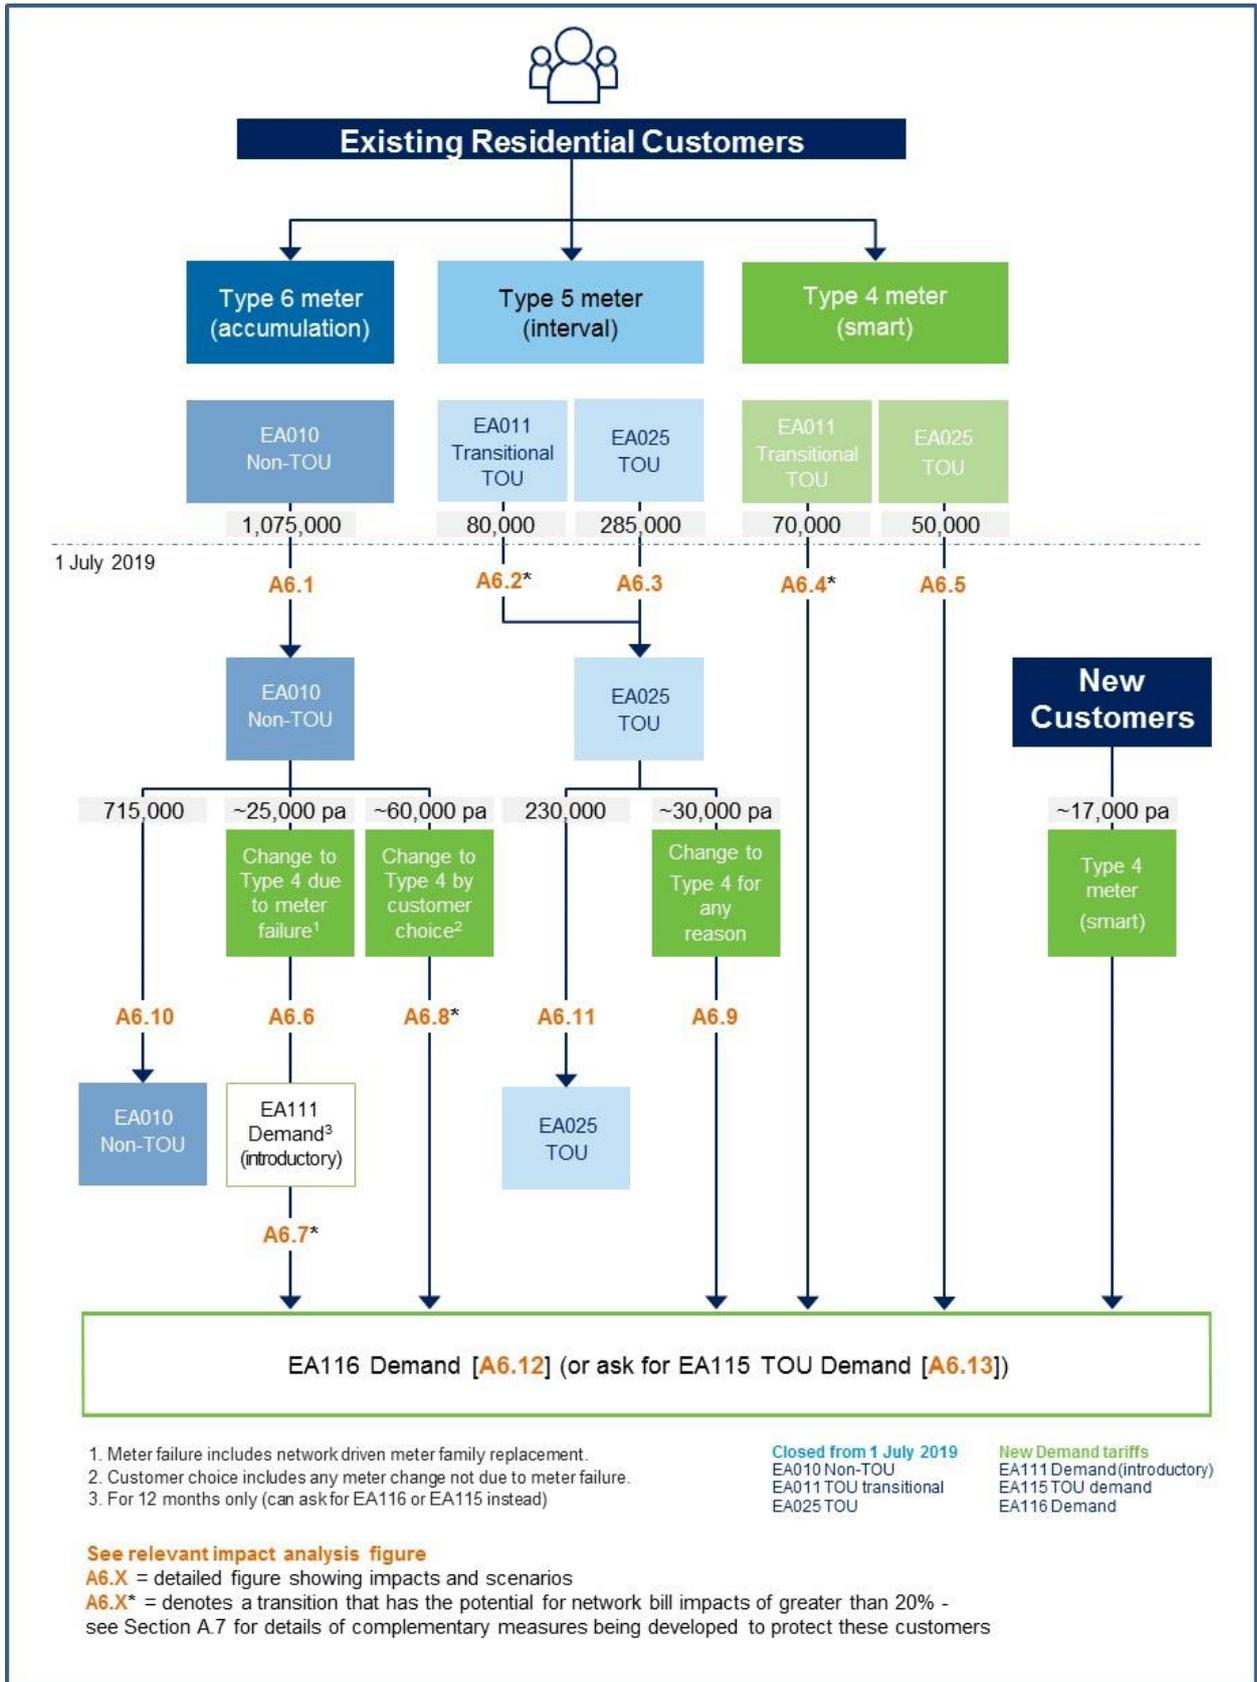 Existing Residential Customers
Type 6 meter
(accumulation)
Type 5 meter
(interval)
Type 4 meter
(smart)
EA010
Non-TOU
EA011
Transitional
TOU
EA025
TOU
EA011
Transitional
TOU
EA025
TOU
1,075,000
80,000
285,000
70,000
50,000
1 July 2019
A6.1
A6.2*
A6.3
A6.4*
A6.5
EA010
Non-TOU
EA025
TOU
New
Customers
715,000
~25,000 pa
~60,000 pa
230,000
~30,000 pa
~17,000 pa
Change to
Type 4 due
to meter
failure¹
Change to
Type 4 by
customer
choice²
Change to
Type 4 for
any
reason
Type 4
meter
(smart)
A6.10
A6.6
A6.8*
A6.11
A6.9
EA010
Non-TOU
EA111
Demand³
(introductory)
EA025
TOU
A6.7*
EA116 Demand [A6.12] (or ask for EA115 TOU Demand [A6.13])
1. Meter failure includes network driven meter family replacement.
2. Customer choice includes any meter change not due to meter failure.
3. For 12 months only (can ask for EA116 or EA115 instead)
Closed from 1 July 2019
EA010 Non-TOU
EA011 TOU transitional
EA025 TOU
New Demand tariffs
EA111 Demand (introductory)
EA115 TOU demand
EA116 Demand
See relevant impact analysis figure
A6.X = detailed figure showing impacts and scenarios
A6.X* = denotes a transition that has the potential for network bill impacts of greater than 20% -
see Section A.7 for details of complementary measures being developed to protect these customers